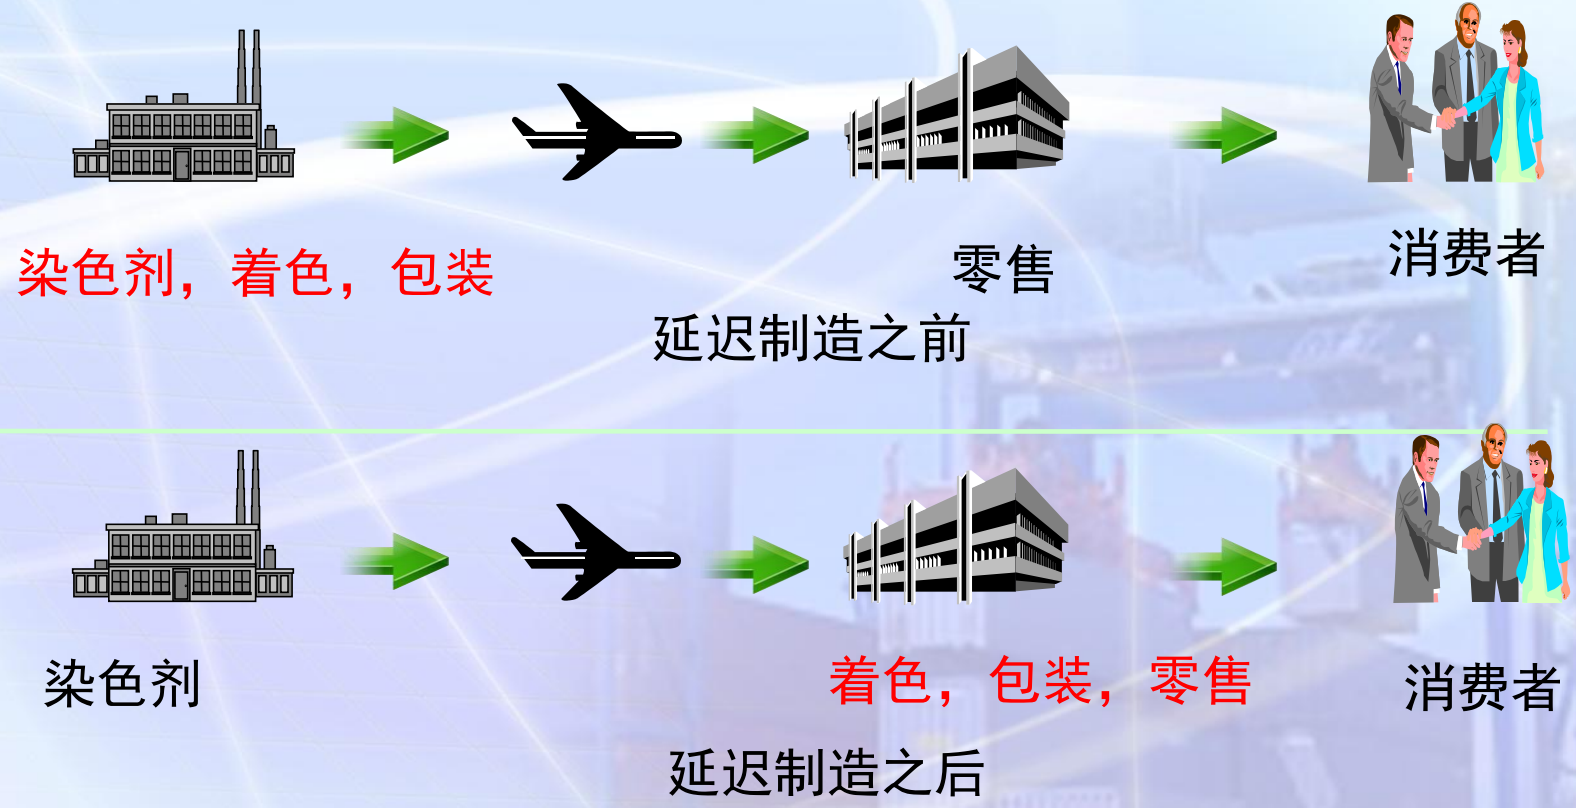 染色剂，着色，包装
零售
消费者
延迟制造之前
染色剂
着色，包装，零售
消费者
延迟制造之后